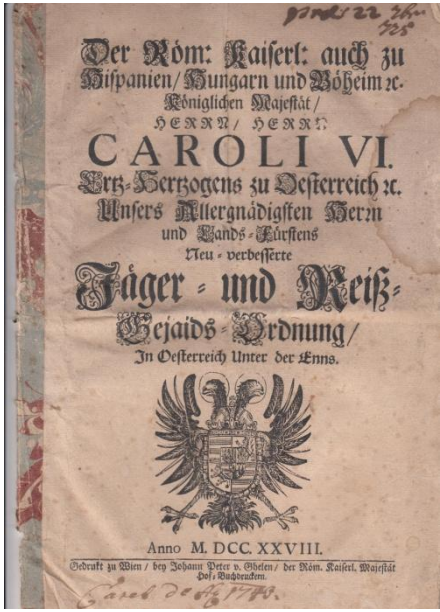 Der Röm: Kaiserl: auch zu
Hispanien/ Hungarn und Böheim ꝛc.
Königlichen Majestät/
HERRN/ HERRN
CAROLI VI.
Ertz-Hertzogens zu Oesterreich ꝛc.
Unsers Allergnädigsten Herrn
und Lands-Fürstens
Neu-verbesserte
Jäger- und Reiß-
Gejaids-Ordnung/
In Oesterreich Unter der Enns.
Anno M. DCC. XXVIII.
Gedrukt zu Wien/ bey Johann Peter v. Ghelen/ der Röm. Kaiserl. Majestät
Hof-Buchdruckern.